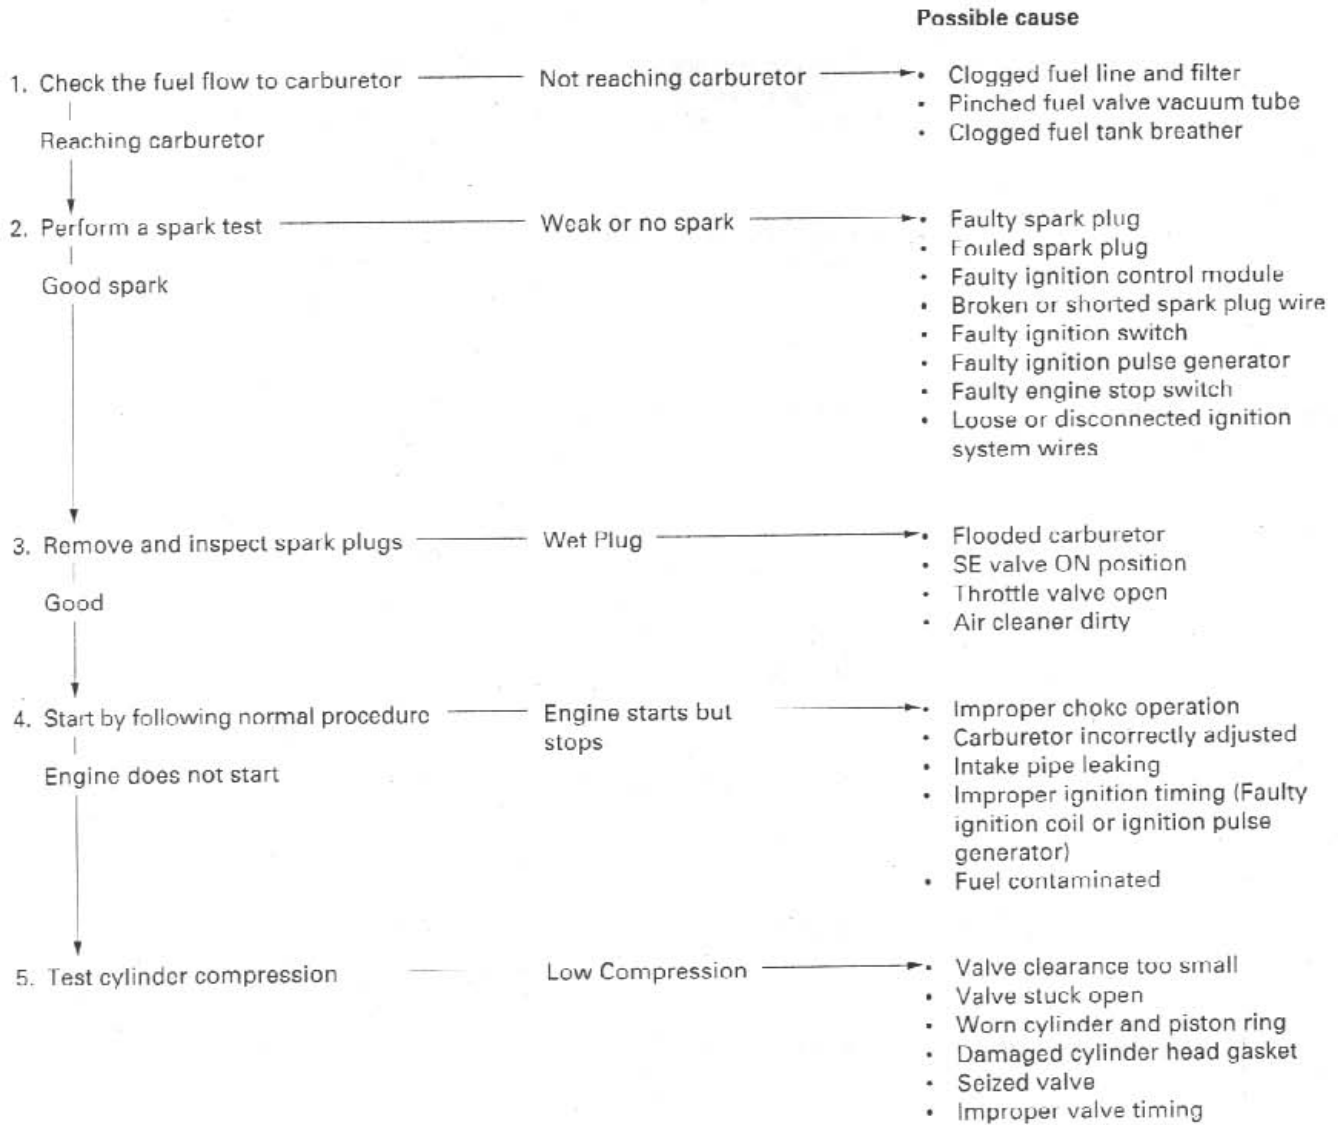 Possible cause
1. Check the fuel flow to carburetor
Not reaching carburetor
• Clogged fuel line and filter
• Pinched fuel valve vacuum tube
• Clogged fuel tank breather
Reaching carburetor
2. Perform a spark test
Weak or no spark
• Faulty spark plug
• Fouled spark plug
• Faulty ignition control module
• Broken or shorted spark plug wire
• Faulty ignition switch
• Faulty ignition pulse generator
• Faulty engine stop switch
• Loose or disconnected ignition
system wires
Good spark
3. Remove and inspect spark plugs
Wet Plug
• Flooded carburetor
• SE valve ON position
• Throttle valve open
• Air cleaner dirty
Good
4. Start by following normal procedure
Engine starts but
stops
• Improper choke operation
• Carburetor incorrectly adjusted
• Intake pipe leaking
• Improper ignition timing (Faulty
ignition coil or ignition pulse
generator)
• Fuel contaminated
Engine does not start
5. Test cylinder compression
Low Compression
• Valve clearance too small
• Valve stuck open
• Worn cylinder and piston ring
• Damaged cylinder head gasket
• Seized valve
• Improper valve timing